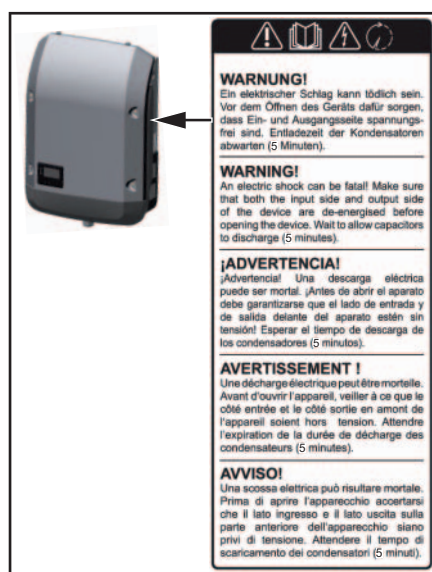 WARNUNG!
Ein elektrischer Schlag kann tödlich sein.
Vor dem Öffnen des Geräts dafür sorgen,
dass Ein- und Ausgangsseite spannungs-
frei sind. Entladezeit der Kondensatoren
abwarten (5 Minuten).
WARNING!
An electric shock can be fatal! Make sure
that both the input side and output side
of the device are de-energised before
opening the device. Wait to allow capacitors
to discharge (5 minutes).
¡ADVERTENCIA!
¡Advertencia! Una descarga eléctrica
puede ser mortal. ¡Antes de abrir el aparato
debe garantizarse que el lado de entrada y
de salida delante del aparato estén sin
tensión! Esperar el tiempo de descarga de
los condensadores (5 minutos).
AVERTISSEMENT !
Une décharge électrique peut être mortelle.
Avant d'ouvrir l'appareil, veiller à ce que le
côté entrée et le côté sortie en amont de
l'appareil soient hors tension. Attendre
l'expiration de la durée de décharge des
condensateurs (5 minutes).
AVVISO!
Una scossa elettrica può risultare mortale.
Prima di aprire l'apparecchio accertarsi
che il lato ingresso e il lato uscita sulla
parte anteriore dell'apparecchio siano
privi di tensione. Attendere il tempo di
scaricamento dei condensatori (5 minuti).